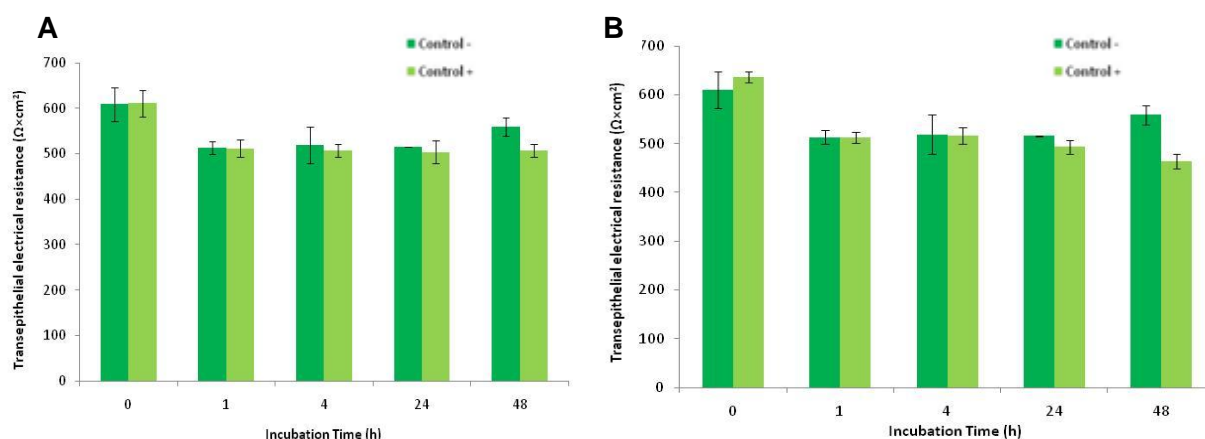 A
Control -
Control +
Transepithelial electrical resistance (Ω×cm²)
700
600
500
400
300
200
100
0
0 1 4 24 48
Incubation Time (h)
B
Control -
Control +
Transepithelial electrical resistance (Ω×cm²)
700
600
500
400
300
200
100
0
0 1 4 24 48
Incubation Time (h)